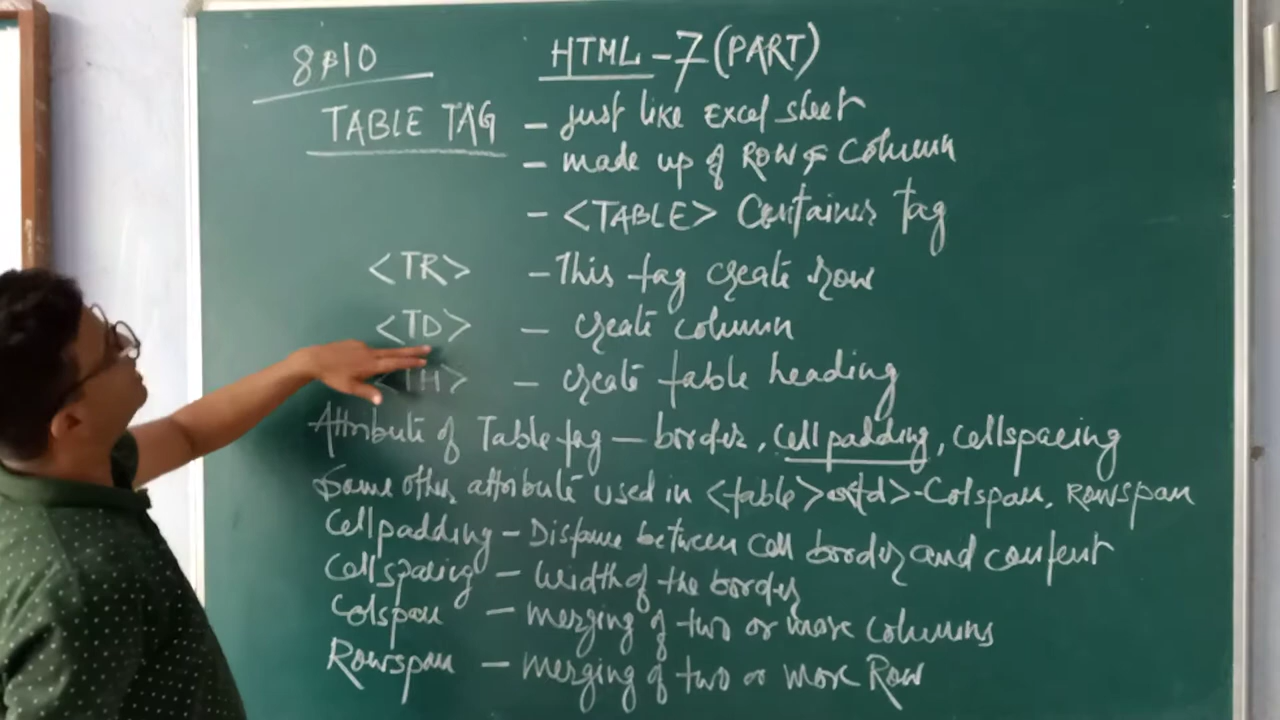 8 β 10
HTML - 7 (PART)
TABLE TAG - just like Excel sheet
- made up of Row & Column
- <TABLE> Container tag
<TR> - This tag create row
<TD> - create column
<TH> - create table heading
Attribute of Table tag - border, Cellpadding, cellspacing
Some other attribute used in <table> or <td> - Colspan, Rowspan
Cellpadding - Distance between Cell border and content
Cellspacing - Width of the border
Colspan - merging of two or more Columns
Rowspan - merging of two or more Row